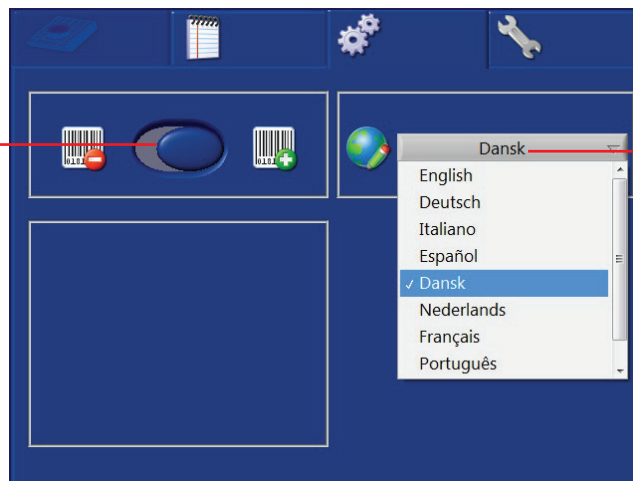 Dansk
English
Deutsch
Italiano
Español
✓ Dansk
Nederlands
Français
Português